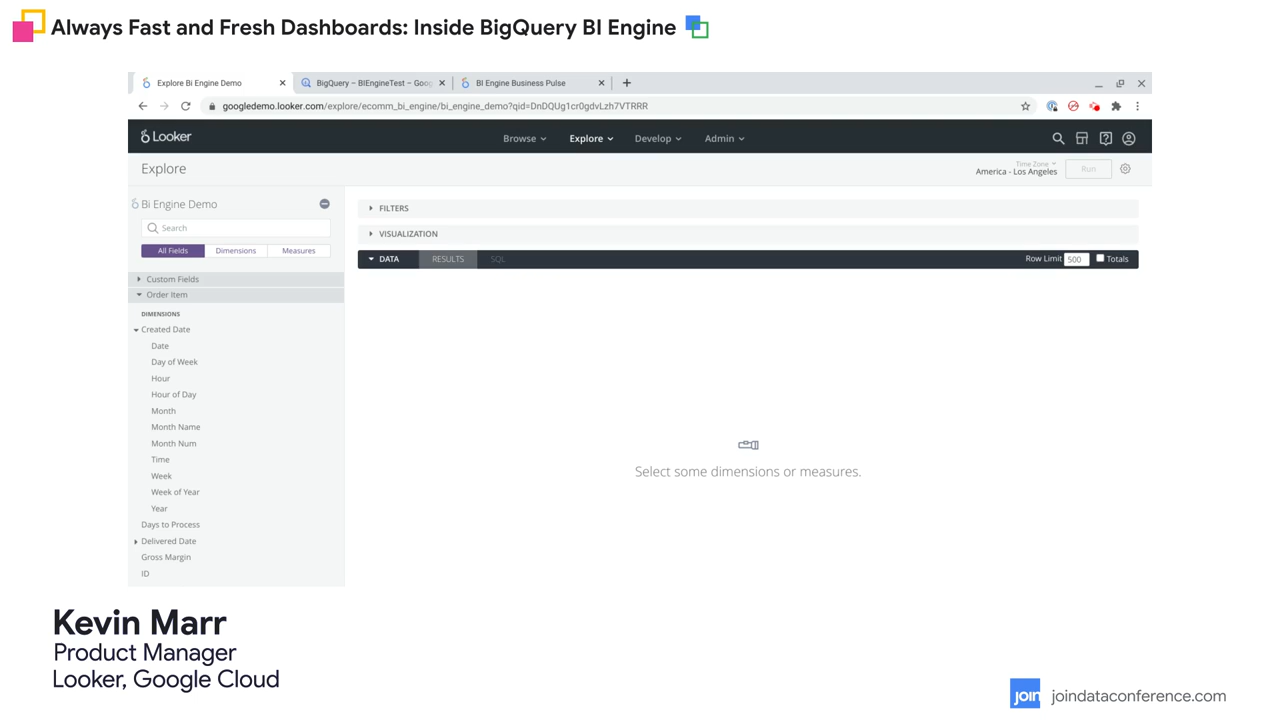 Always Fast and Fresh Dashboards: Inside BigQuery BI Engine
Explore Bi Engine Demo
BigQuery – BIEngineTest – Goog
BI Engine Business Pulse
googledemo.looker.com/explore/ecomm_bi_engine/bi_engine_demo?qid=DnDQUg1cr0gdvLzh7VTRRR
Looker
Browse
Explore
Develop
Admin
Explore
Time Zone
America - Los Angeles
Run
Bi Engine Demo
Search
All Fields
Dimensions
Measures
Custom Fields
Order Item
DIMENSIONS
Created Date
Date
Day of Week
Hour
Hour of Day
Month
Month Name
Month Num
Time
Week
Week of Year
Year
Days to Process
Delivered Date
Gross Margin
ID
FILTERS
VISUALIZATION
DATA
RESULTS
SQL
Row Limit 500
Totals
Select some dimensions or measures.
Kevin Marr
Product Manager
Looker, Google Cloud
join
joindataconference.com